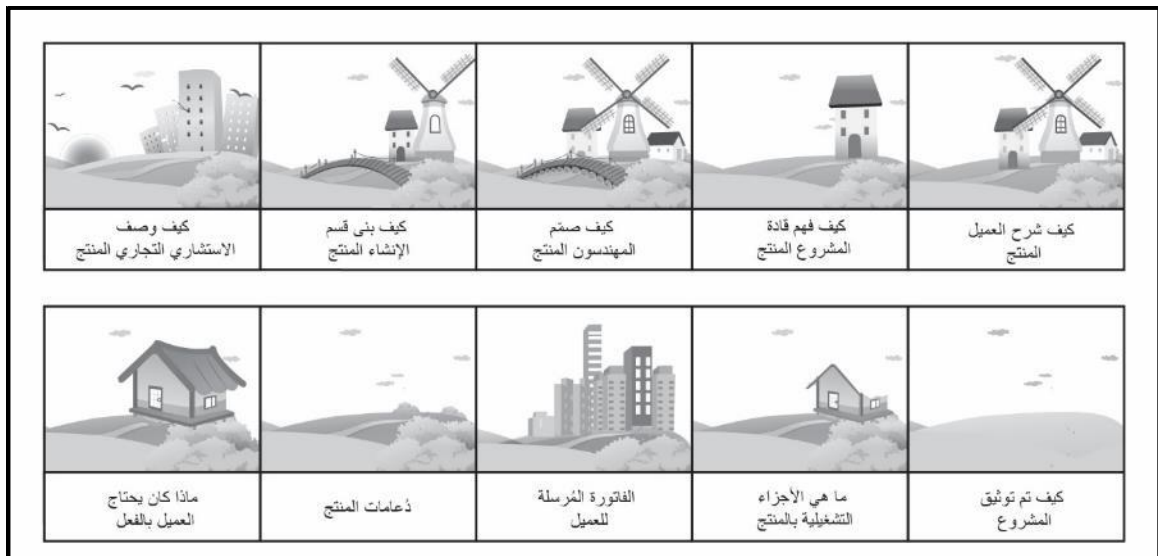 كيف شرح العميل
المنتج
كيف فهم قادة
المشروع المنتج
كيف صمّم
المهندسون المنتج
كيف بنى قسم
الإنشاء المنتج
كيف وصف
الاستشاري التجاري المنتج
كيف تم توثيق
المشروع
ما هي الأجزاء
التشغيلية بالمنتج
الفاتورة المُرسلة
للعميل
دُعامات المنتج
ماذا كان يحتاج
العميل بالفعل